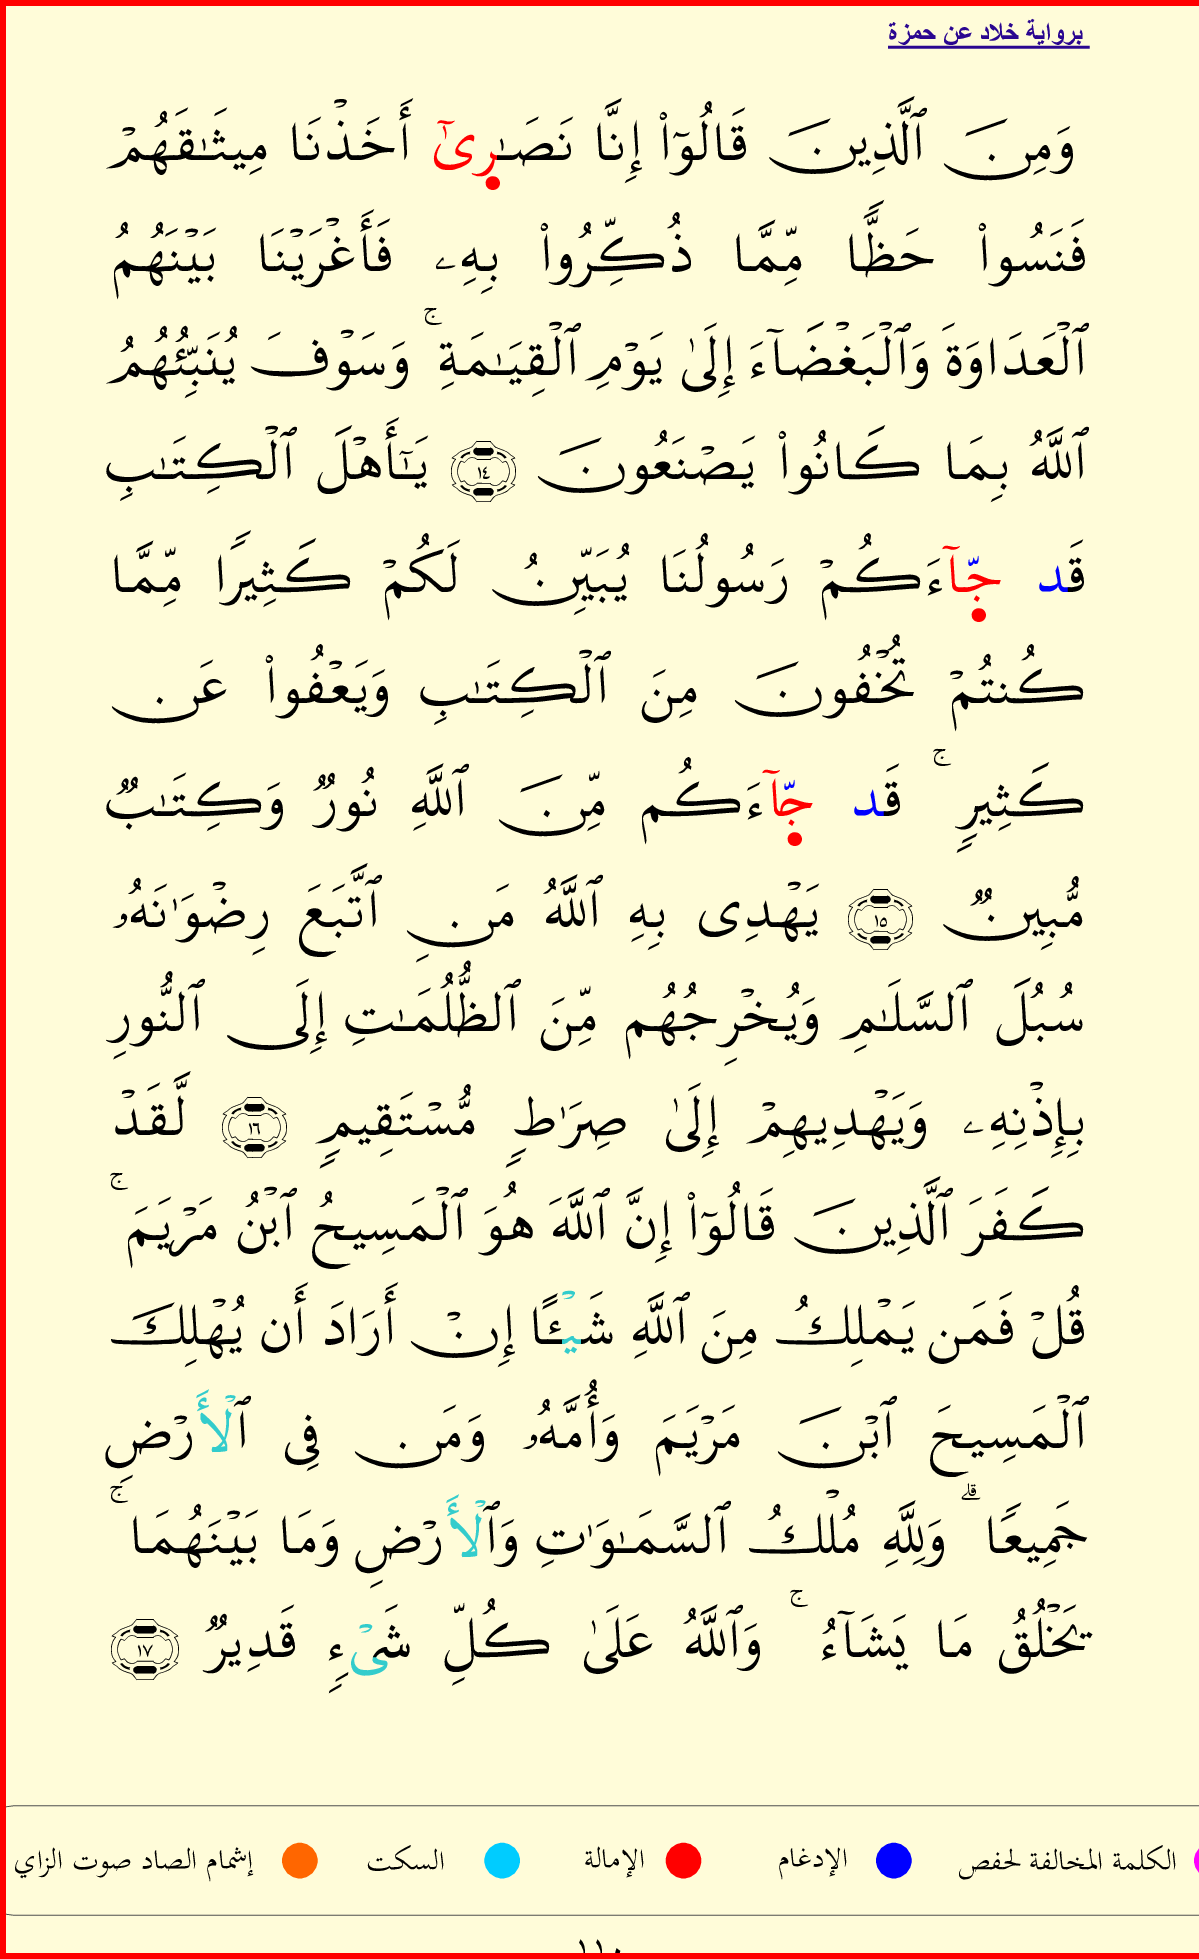 برواية خلاد عن حمزة
وَمِنَ ٱلَّذِينَ قَالُوٓا۟ إِنَّا نَصَـٰرِىٰٓ أَخَذْنَا مِيثَـٰقَهُمْ
فَنَسُوا۟ حَظًّا مِّمَّا ذُكِّرُوا۟ بِهِۦ فَأَغْرَيْنَا بَيْنَهُمُ
ٱلْعَدَاوَةَ وَٱلْبَغْضَآءَ إِلَىٰ يَوْمِ ٱلْقِيَـٰمَةِ ۚ وَسَوْفَ يُنَبِّئُهُمُ
ٱللَّهُ بِمَا كَانُوا۟ يَصْنَعُونَ ١٤ يَـٰٓأَهْلَ ٱلْكِتَـٰبِ
قَد جَّآءَكُمْ رَسُولُنَا يُبَيِّنُ لَكُمْ كَثِيرًا مِّمَّا
كُنتُمْ تُخْفُونَ مِنَ ٱلْكِتَـٰبِ وَيَعْفُوا۟ عَن
كَثِيرٍ ۚ قَد جَّآءَكُم مِّنَ ٱللَّهِ نُورٌ وَكِتَـٰبٌ
مُّبِينٌ ١٥ يَهْدِى بِهِ ٱللَّهُ مَنِ ٱتَّبَعَ رِضْوَٰنَهُۥ
سُبُلَ ٱلسَّلَـٰمِ وَيُخْرِجُهُم مِّنَ ٱلظُّلُمَـٰتِ إِلَى ٱلنُّورِ
بِإِذْنِهِۦ وَيَهْدِيهِمْ إِلَىٰ صِرَٰطٍ مُّسْتَقِيمٍ ١٦ لَّقَدْ
كَفَرَ ٱلَّذِينَ قَالُوٓا۟ إِنَّ ٱللَّهَ هُوَ ٱلْمَسِيحُ ٱبْنُ مَرْيَمَ ۚ
قُلْ فَمَن يَمْلِكُ مِنَ ٱللَّهِ شَيْـًٔا إِنْ أَرَادَ أَن يُهْلِكَ
ٱلْمَسِيحَ ٱبْنَ مَرْيَمَ وَأُمَّهُۥ وَمَن فِى ٱلْأَرْضِ
جَمِيعًا ۗ وَلِلَّهِ مُلْكُ ٱلسَّمَـٰوَٰتِ وَٱلْأَرْضِ وَمَا بَيْنَهُمَا ۚ
يَخْلُقُ مَا يَشَآءُ ۚ وَٱللَّهُ عَلَىٰ كُلِّ شَىْءٍ قَدِيرٌ ١٧
الكلمة المخالفة لحفص الإدغام الإمالة السكت إشمام الصاد صوت الزاي
١١٠